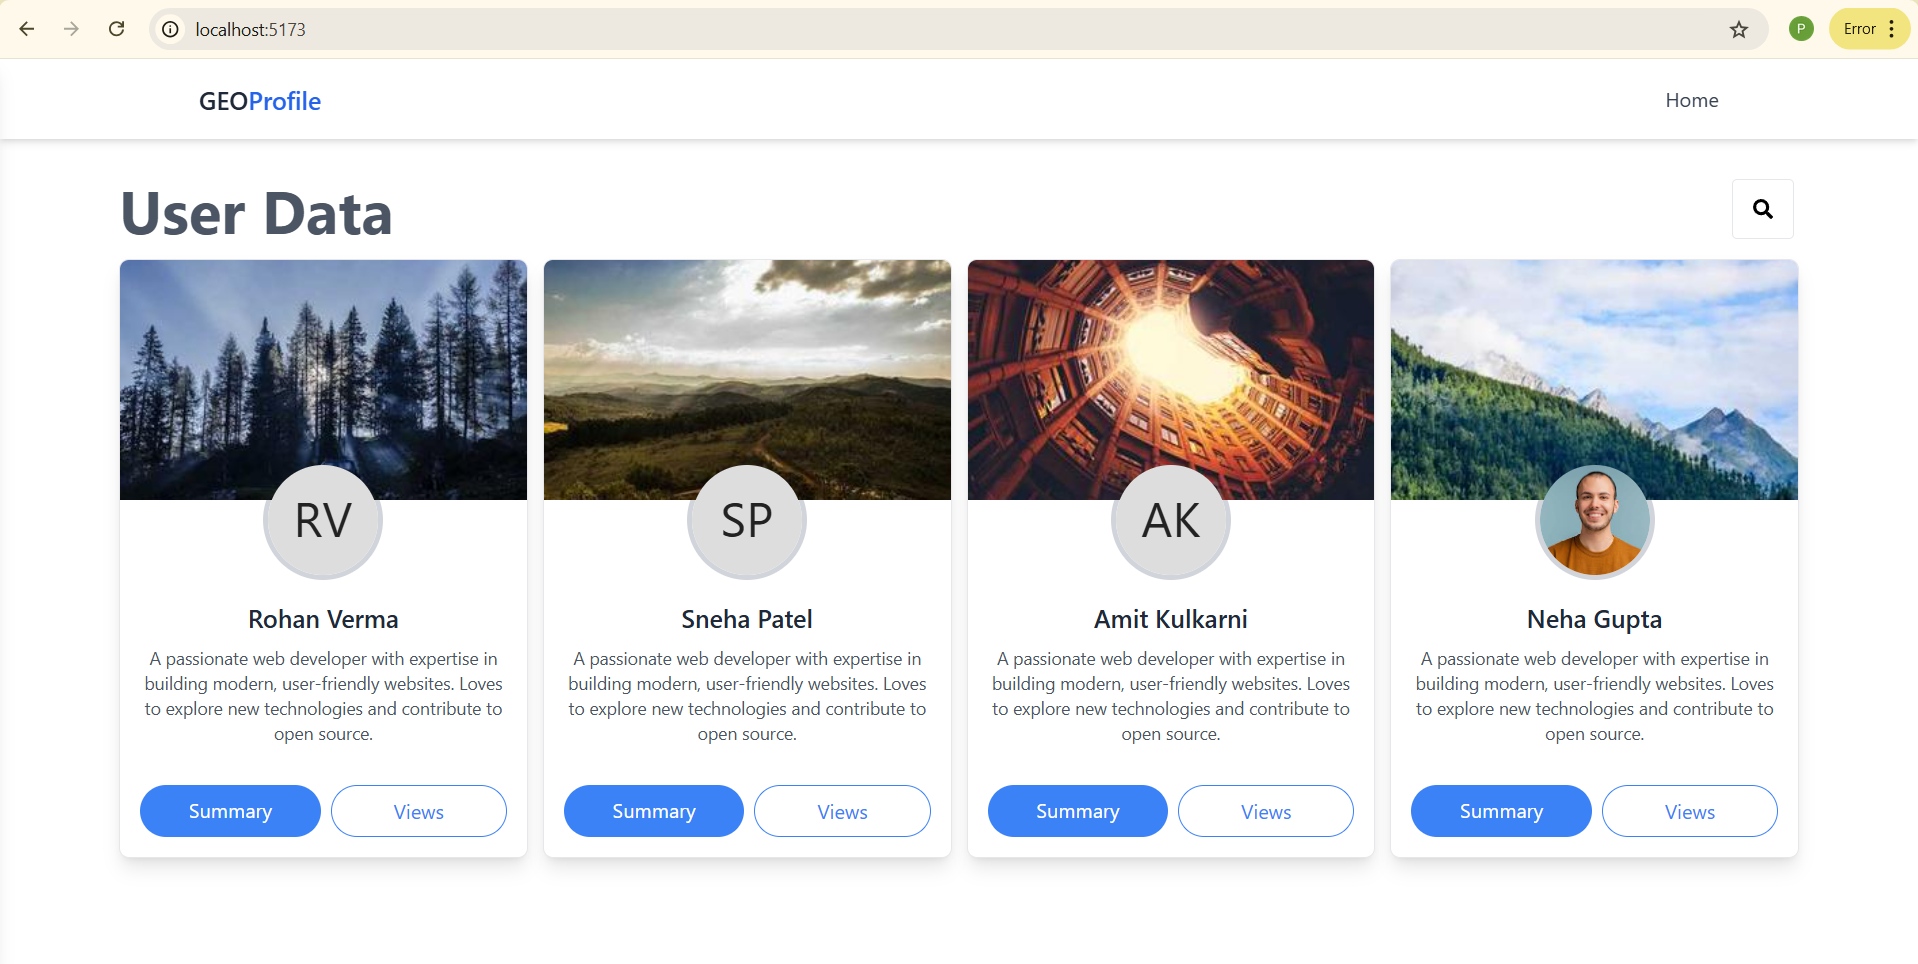 localhost:5173
P
Error
GEOProfile
Home
User Data
RV
SP
AK
Rohan Verma
A passionate web developer with expertise in
building modern, user-friendly websites. Loves
to explore new technologies and contribute to
open source.
Summary
Views
Sneha Patel
A passionate web developer with expertise in
building modern, user-friendly websites. Loves
to explore new technologies and contribute to
open source.
Summary
Views
Amit Kulkarni
A passionate web developer with expertise in
building modern, user-friendly websites. Loves
to explore new technologies and contribute to
open source.
Summary
Views
Neha Gupta
A passionate web developer with expertise in
building modern, user-friendly websites. Loves
to explore new technologies and contribute to
open source.
Summary
Views